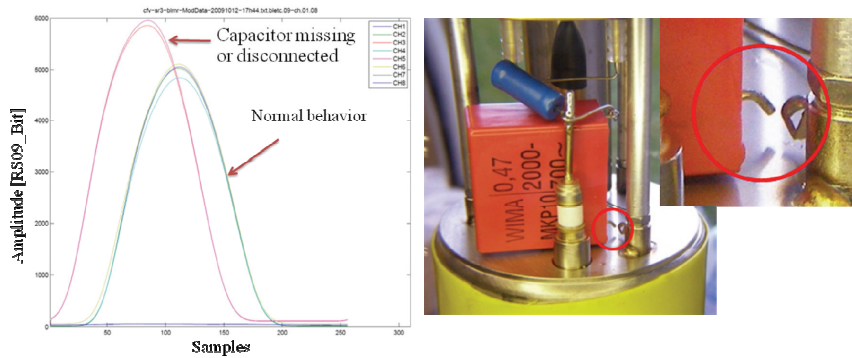 cfv-sr3-blmr-ModData-20091012-17h44.txt.bletc.09-ch.01.08
6000
5000
4000
3000
2000
1000
0
50
100
150
200
250
300
Amplitude [RS09_Bit]
Samples
Capacitor missing
or disconnected
Normal behavior
CH1
CH2
CH3
CH4
CH5
CH6
CH7
CH8
WIMA 0,47
2000-
700~